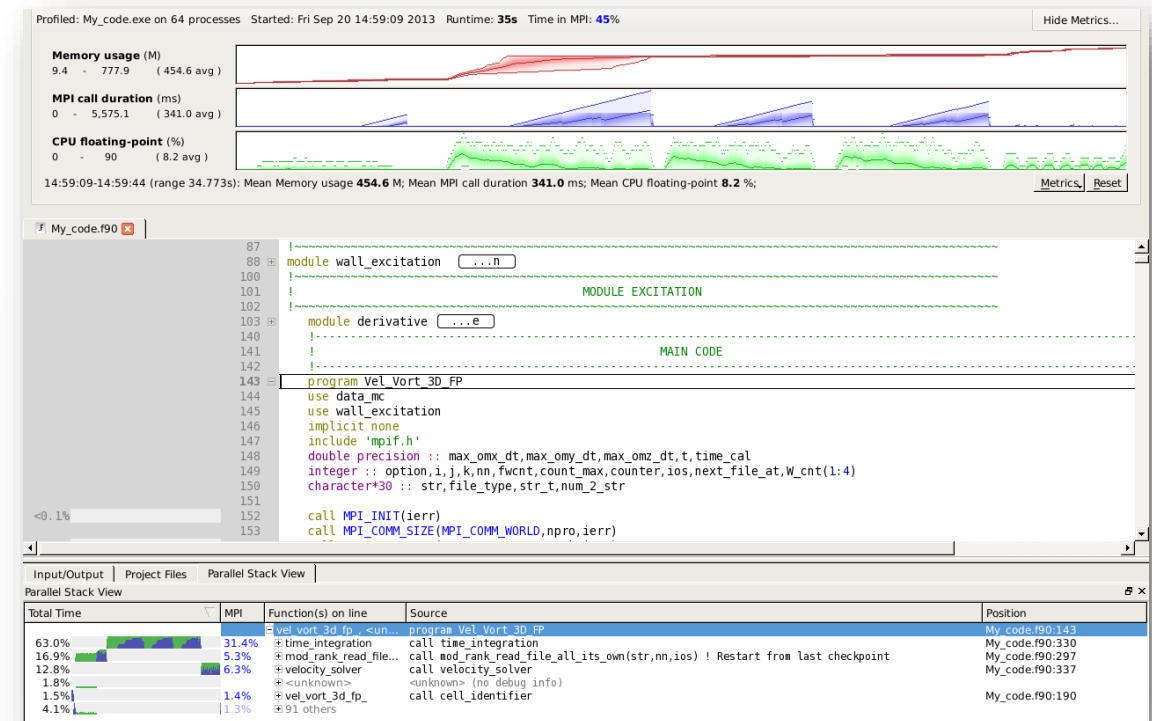 Profiled: My_code.exe on 64 processes Started: Fri Sep 20 14:59:09 2013 Runtime: 35s Time in MPI: 45%
Hide Metrics...
Memory usage (M)
9.4 - 777.9 ( 454.6 avg )
MPI call duration (ms)
0 - 5,575.1 ( 341.0 avg )
CPU floating-point (%)
0 - 90 ( 8.2 avg )
14:59:09-14:59:44 (range 34.773s): Mean Memory usage 454.6 M; Mean MPI call duration 341.0 ms; Mean CPU floating-point 8.2 %;
Metrics Reset
My_code.f90
87 !~~~~~~~~~~~~~~~~~~~~~~~~~~~~~~~~~~~~~~~~~~~~~~~~~~~~~~~~~~~~~~~~~~~~~~~~~~~~~~~~~~~~~~~~~~~~~~~~~~~~~
88 module wall_excitation ...n
100 !~~~~~~~~~~~~~~~~~~~~~~~~~~~~~~~~~~~~~~~~~~~~~~~~~~~~~~~~~~~~~~~~~~~~~~~~~~~~~~~~~~~~~~~~~~~~~~~~~~~~~
101 ! MODULE EXCITATION
102 !~~~~~~~~~~~~~~~~~~~~~~~~~~~~~~~~~~~~~~~~~~~~~~~~~~~~~~~~~~~~~~~~~~~~~~~~~~~~~~~~~~~~~~~~~~~~~~~~~~~~~
103 module derivative ...e
140 !-----------------------------------------------------------------------------------------------------
141 ! MAIN CODE
142 !-----------------------------------------------------------------------------------------------------
143 program Vel_Vort_3D_FP
144 use data_mc
145 use wall_excitation
146 implicit none
147 include 'mpif.h'
148 double precision :: max_omx_dt,max_omy_dt,max_omz_dt,t,time_cal
149 integer :: option,i,j,k,nn,fwcnt,count_max,counter,ios,next_file_at,W_cnt(1:4)
150 character*30 :: str,file_type,str_t,num_2_str
151
<0.1% 152 call MPI_INIT(ierr)
153 call MPI_COMM_SIZE(MPI_COMM_WORLD,npro,ierr)
Input/Output Project Files Parallel Stack View
Parallel Stack View
Total Time MPI Function(s) on line Source Position
vel_vort_3d_fp_, <un... program Vel_Vort_3D_FP My_code.f90:143
63.0% 31.4% time_integration call time_integration My_code.f90:330
16.9% 5.3% mod_rank_read_file... call mod_rank_read_file_all_its_own(str,nn,ios) ! Restart from last checkpoint My_code.f90:297
12.8% 6.3% velocity_solver call velocity_solver My_code.f90:337
1.8% <unknown> <unknown> (no debug info)
1.5% 1.4% vel_vort_3d_fp_ call cell_identifier My_code.f90:190
4.1% 1.3% 91 others